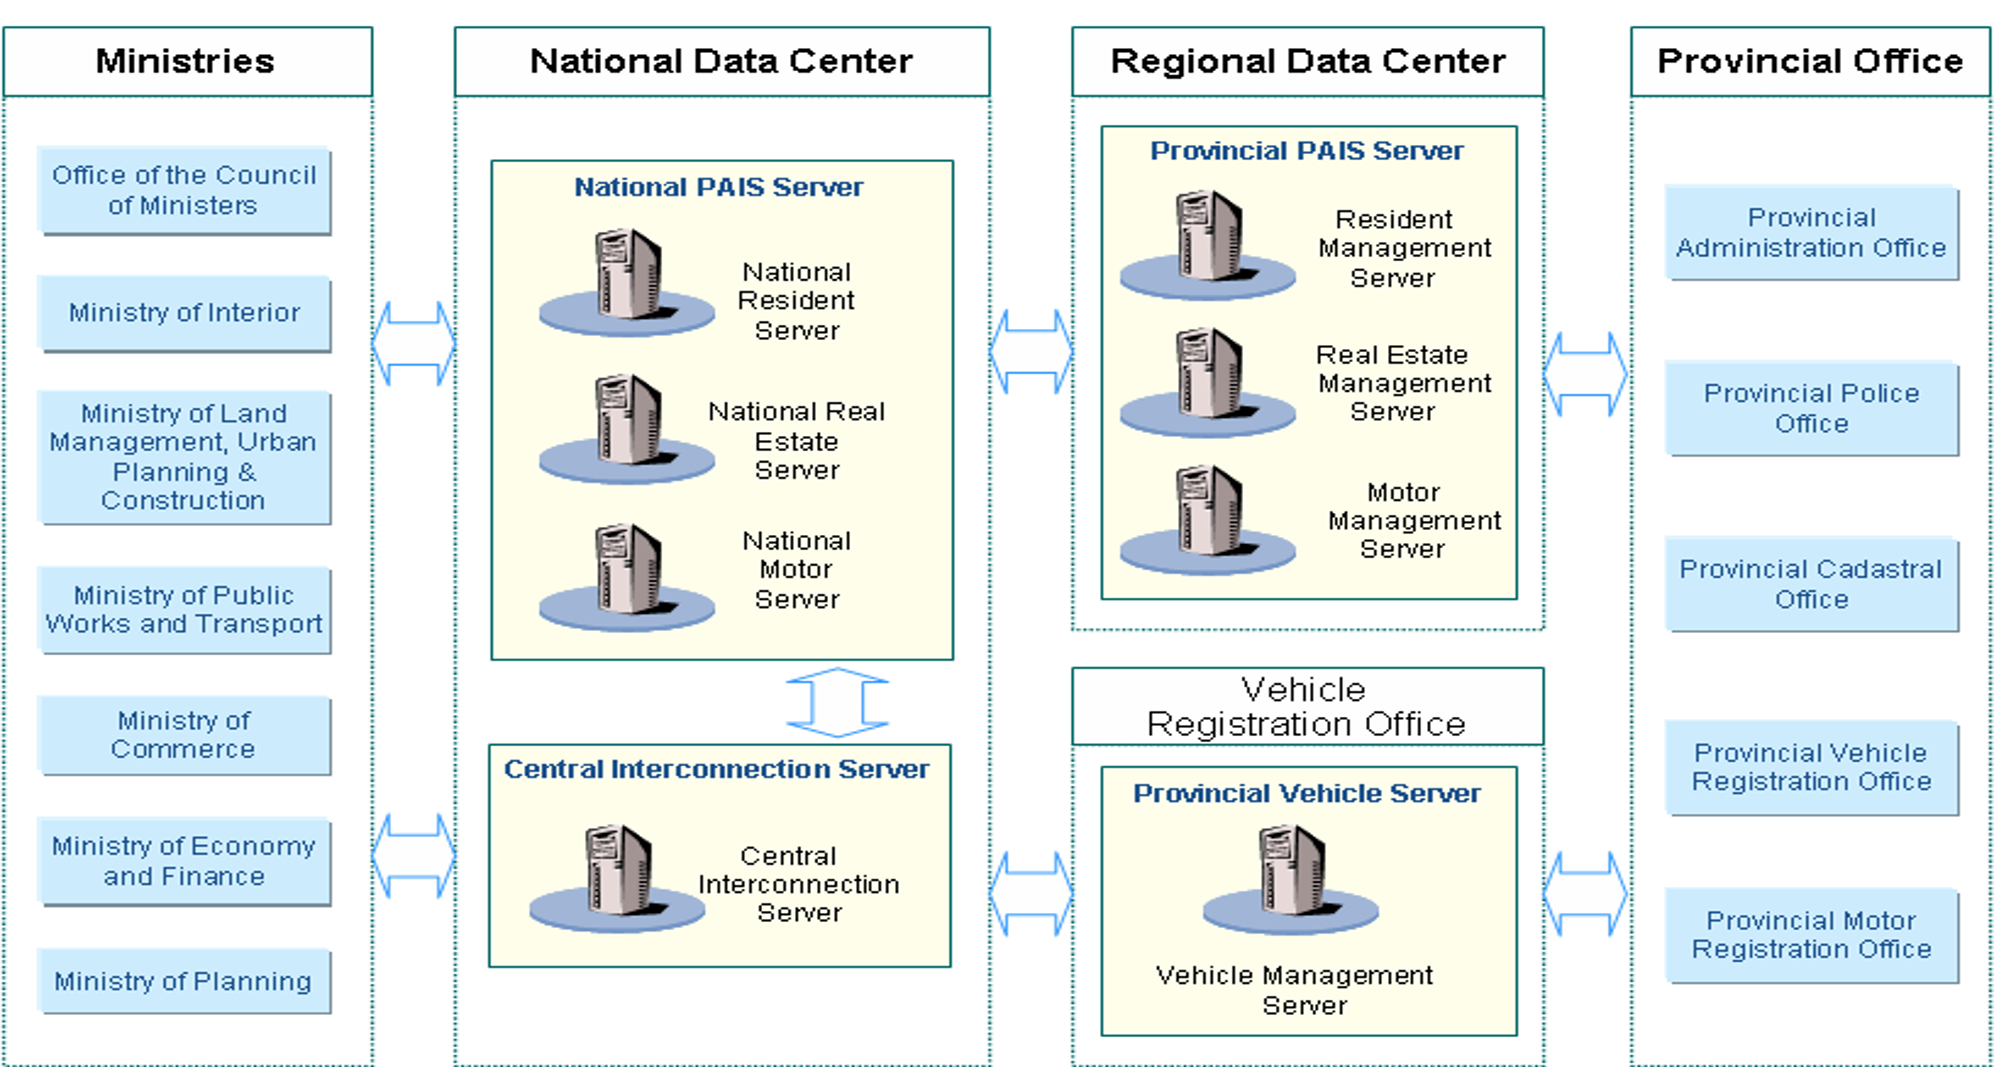 Ministries
Office of the Council
of Ministers
Ministry of Interior
Ministry of Land
Management, Urban
Planning &
Construction
Ministry of Public
Works and Transport
Ministry of
Commerce
Ministry of Economy
and Finance
Ministry of Planning
National Data Center
National PAIS Server
National
Resident
Server
National Real
Estate
Server
National
Motor
Server
Central Interconnection Server
Central
Interconnection
Server
Regional Data Center
Provincial PAIS Server
Resident
Management
Server
Real Estate
Management
Server
Motor
Management
Server
Vehicle
Registration Office
Provincial Vehicle Server
Vehicle Management
Server
Provincial Office
Provincial
Administration Office
Provincial Police
Office
Provincial Cadastral
Office
Provincial Vehicle
Registration Office
Provincial Motor
Registration Office